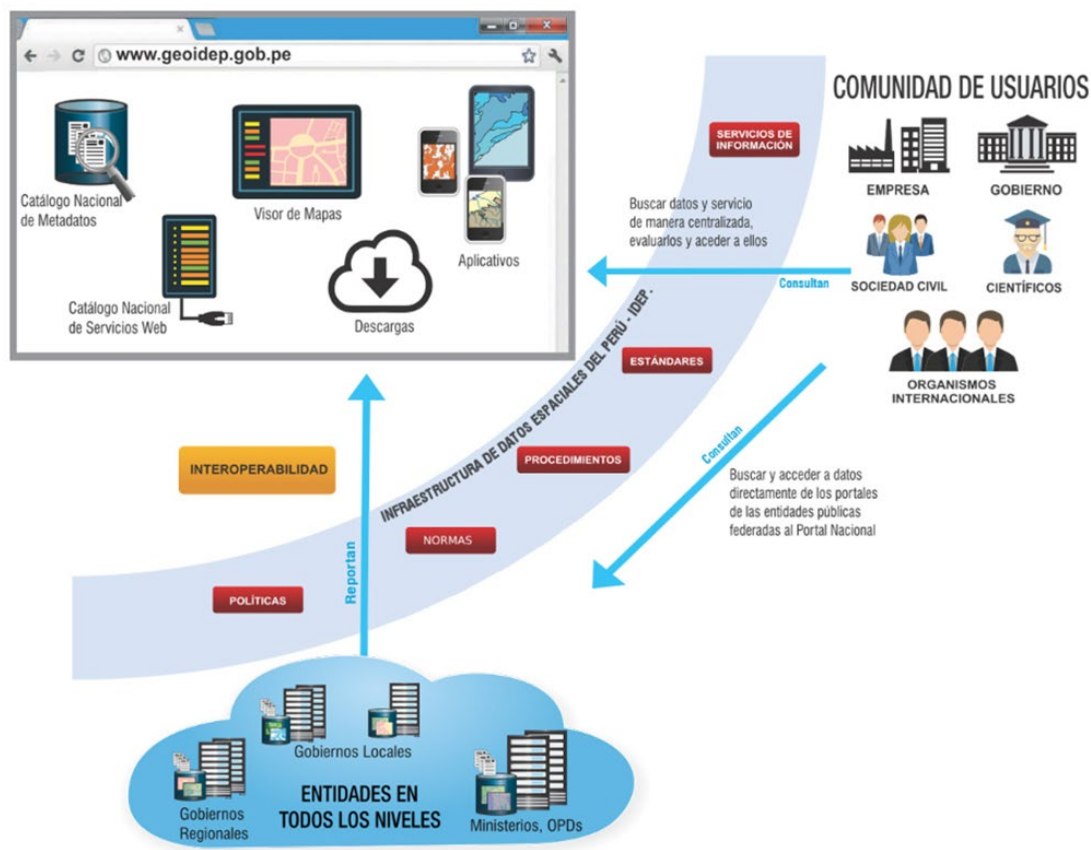 www.geoidep.gob.pe
Catálogo Nacional
de Metadatos
Visor de Mapas
Aplicativos
Catálogo Nacional
de Servicios Web
Descargas
COMUNIDAD DE USUARIOS
EMPRESA
GOBIERNO
SOCIEDAD CIVIL
CIENTÍFICOS
ORGANISMOS
INTERNACIONALES
SERVICIOS DE
INFORMACIÓN
Buscar datos y servicio
de manera centralizada,
evaluarlos y aceder a ellos
Consultan
INFRAESTRUCTURA DE DATOS ESPACIALES DEL PERÚ - IDEP.
ESTÁNDARES
PROCEDIMIENTOS
NORMAS
POLÍTICAS
INTEROPERABILIDAD
Consultan
Buscar y acceder a datos
directamente de los portales
de las entidades públicas
federadas al Portal Nacional
Reportan
Gobiernos Locales
Gobiernos
Regionales
ENTIDADES EN
TODOS LOS NIVELES
Ministerios, OPDs